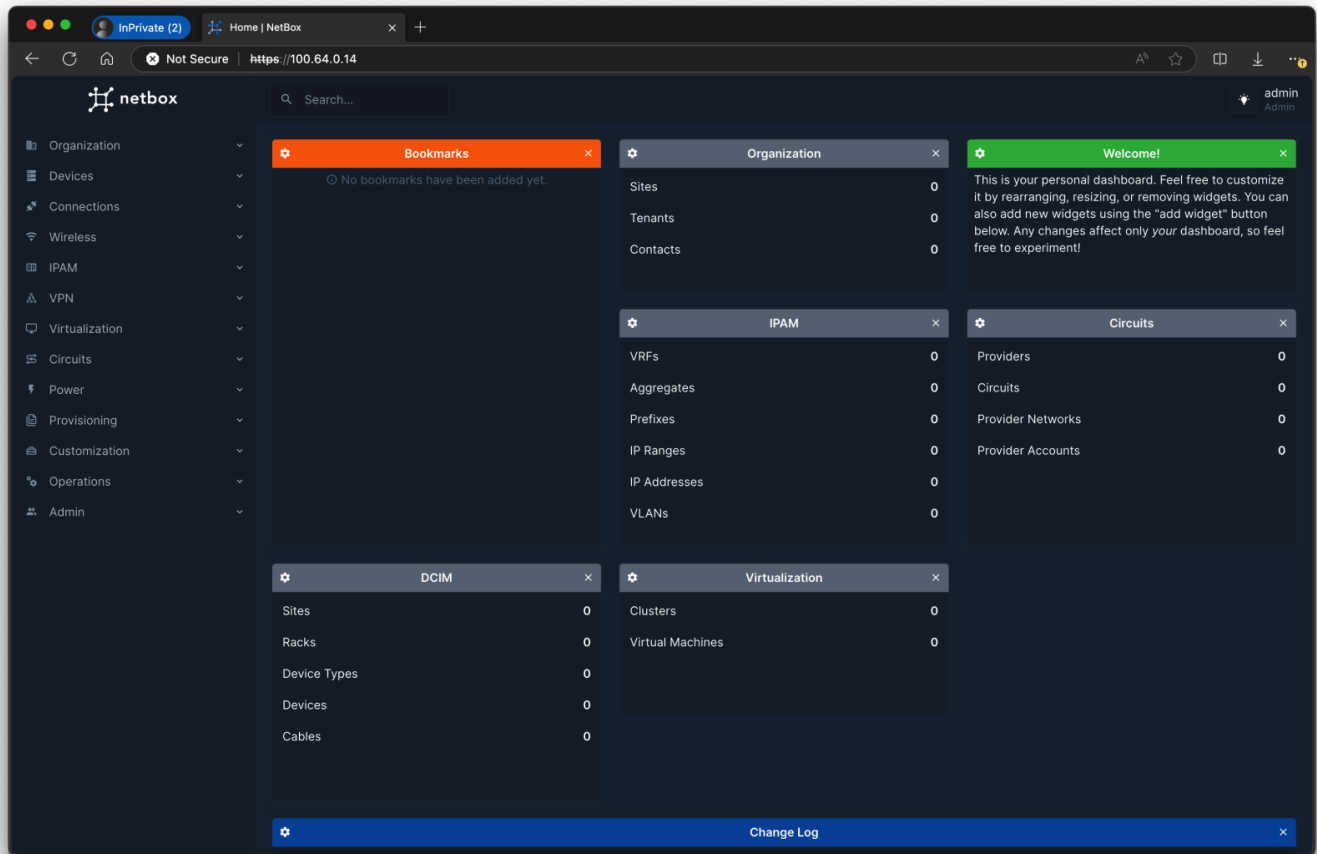 InPrivate (2)
Home | NetBox
Not Secure
https://100.64.0.14
netbox
Search...
admin
Admin
Organization
Devices
Connections
Wireless
IPAM
VPN
Virtualization
Circuits
Power
Provisioning
Customization
Operations
Admin
Bookmarks
No bookmarks have been added yet.
Organization
Sites 0
Tenants 0
Contacts 0
Welcome!
This is your personal dashboard. Feel free to customize
it by rearranging, resizing, or removing widgets. You can
also add new widgets using the "add widget" button
below. Any changes affect only your dashboard, so feel
free to experiment!
IPAM
VRFs 0
Aggregates 0
Prefixes 0
IP Ranges 0
IP Addresses 0
VLANs 0
Circuits
Providers 0
Circuits 0
Provider Networks 0
Provider Accounts 0
DCIM
Sites 0
Racks 0
Device Types 0
Devices 0
Cables 0
Virtualization
Clusters 0
Virtual Machines 0
Change Log